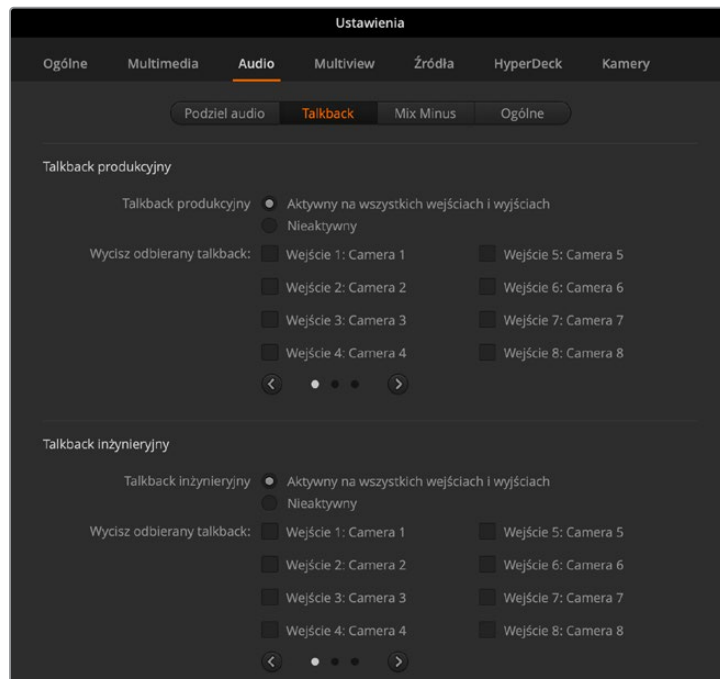 Ustawienia
Ogólne Multimedia Audio Multiview Źródła HyperDeck Kamery
Podziel audio Talkback Mix Minus Ogólne
Talkback produkcyjny
Talkback produkcyjny Aktywny na wszystkich wejściach i wyjściach
Nieaktywny
Wycisz odbierany talkback: Wejście 1: Camera 1 Wejście 5: Camera 5
Wejście 2: Camera 2 Wejście 6: Camera 6
Wejście 3: Camera 3 Wejście 7: Camera 7
Wejście 4: Camera 4 Wejście 8: Camera 8
Talkback inżynieryjny
Talkback inżynieryjny Aktywny na wszystkich wejściach i wyjściach
Nieaktywny
Wycisz odbierany talkback: Wejście 1: Camera 1 Wejście 5: Camera 5
Wejście 2: Camera 2 Wejście 6: Camera 6
Wejście 3: Camera 3 Wejście 7: Camera 7
Wejście 4: Camera 4 Wejście 8: Camera 8